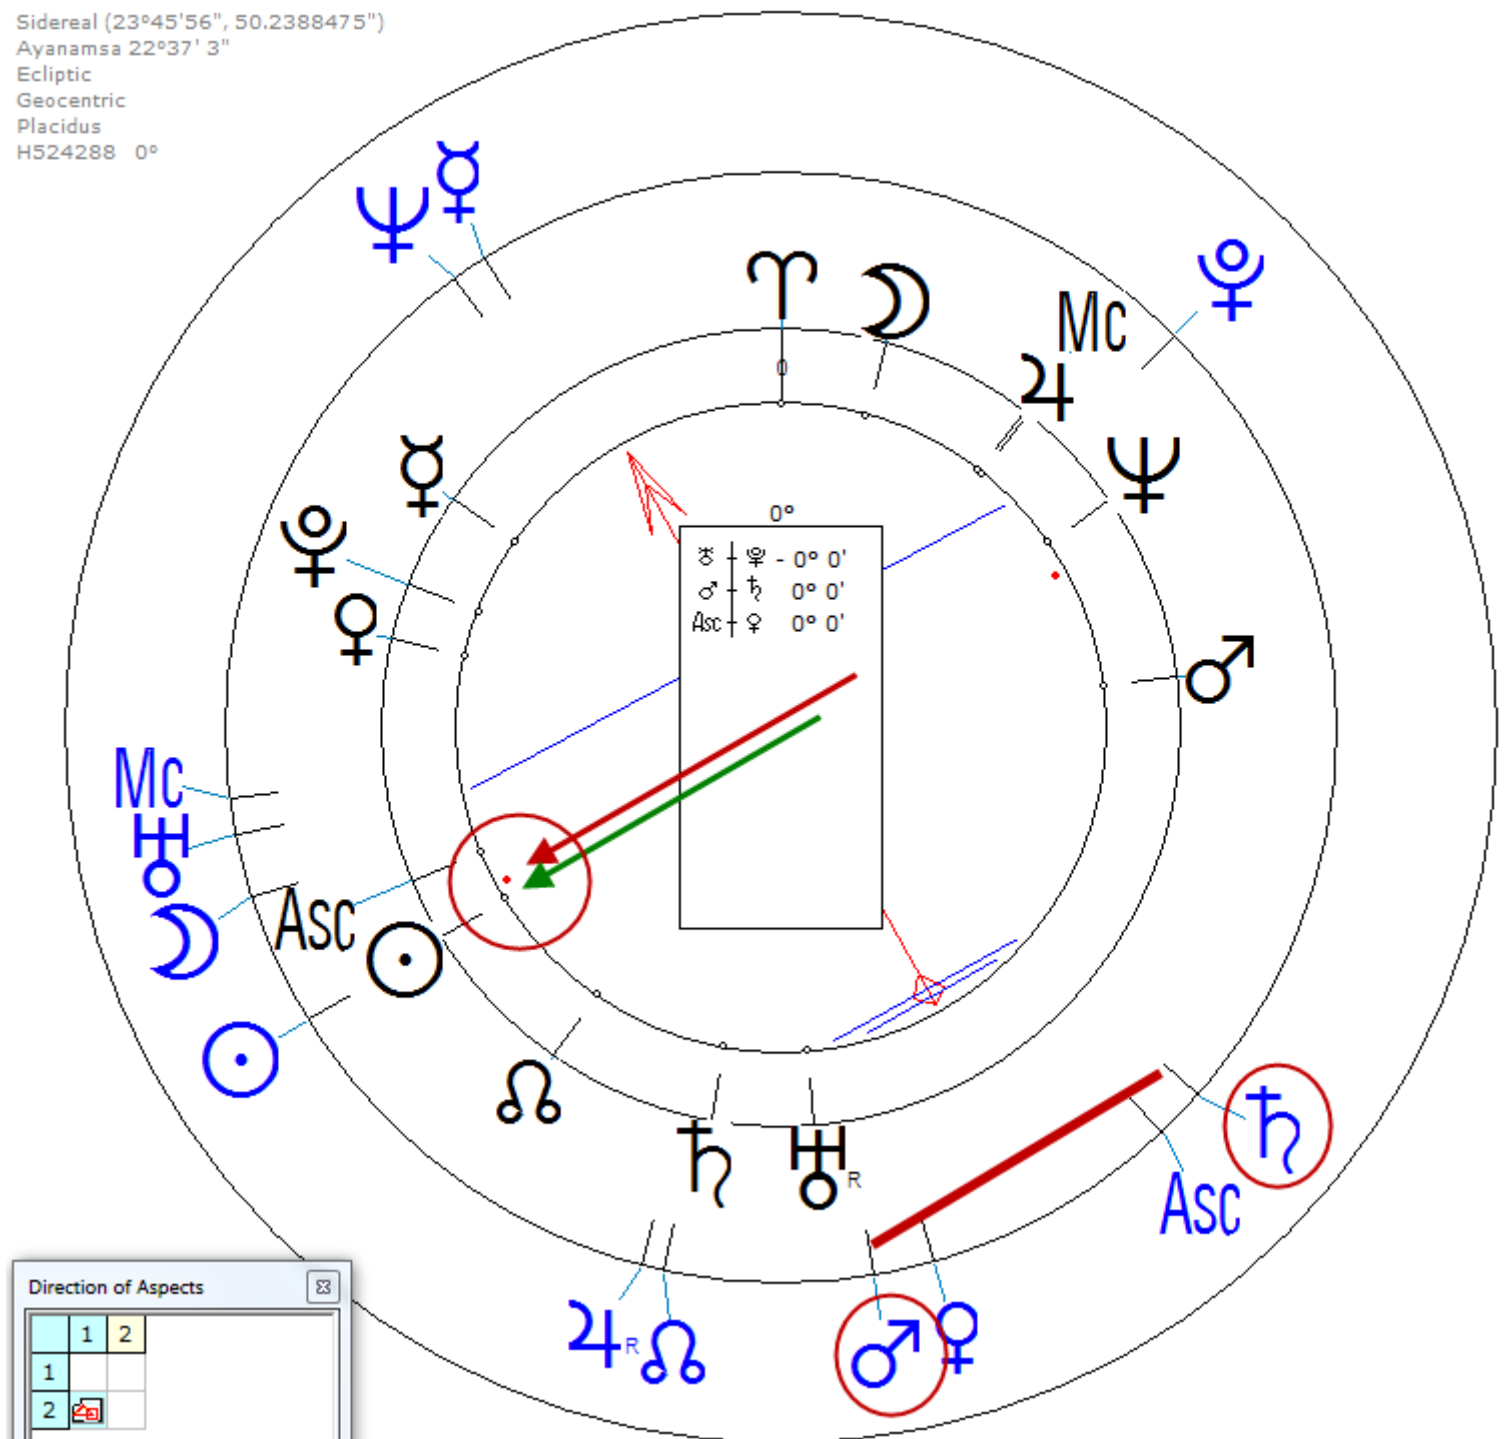 Sidereal (23°45'56", 50.2388475")
Ayanamsa 22°37' 3"
Ecliptic
Geocentric
Placidus
H524288 0°
☿
♆
♇
♈ ☽
Mc
♃
0
☿
♆
♇
0°
⛢ ♇ - 0° 0'
♂ ♄ 0° 0'
Asc ♀ 0° 0'
♀
♂
Mc
♅
☽
Asc
☉
☉
☊
♄
♅ R
♄
Asc
♃ R ☊
♂ ♀
Direction of Aspects
1 2
1
2